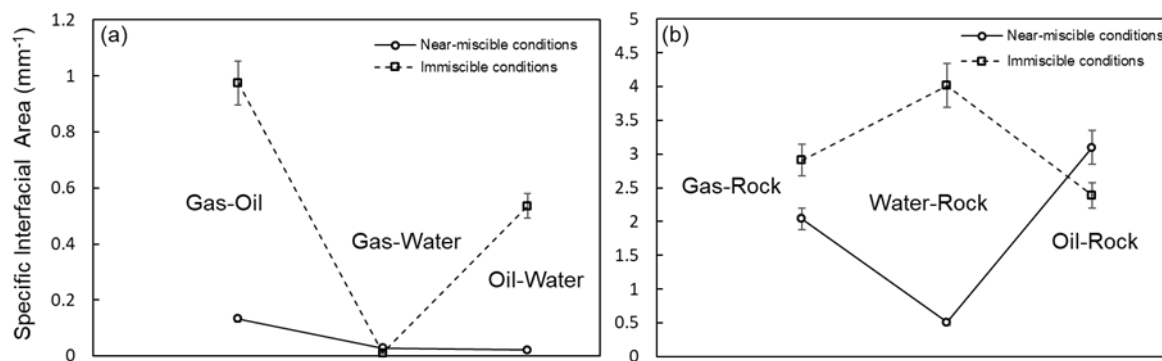 Specific Interfacial Area (mm⁻¹)
(a)
1.2
1
0.8
0.6
0.4
0.2
0
Near-miscible conditions
Immiscible conditions
Gas-Oil
Gas-Water
Oil-Water
(b)
5
4.5
4
3.5
3
2.5
2
1.5
1
0.5
0
Near-miscible conditions
Immiscible conditions
Gas-Rock
Water-Rock
Oil-Rock